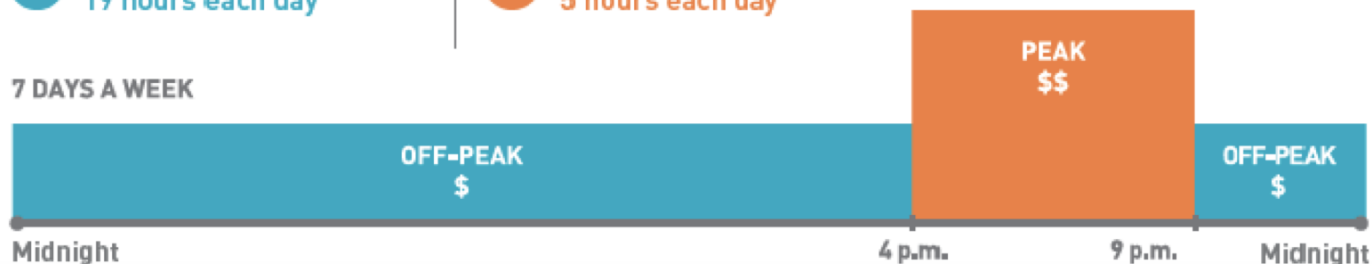 19 hours each day
5 hours each day
PEAK
$$
7 DAYS A WEEK
OFF-PEAK
$
OFF-PEAK
$
Midnight
4 p.m.
9 p.m.
Midnight